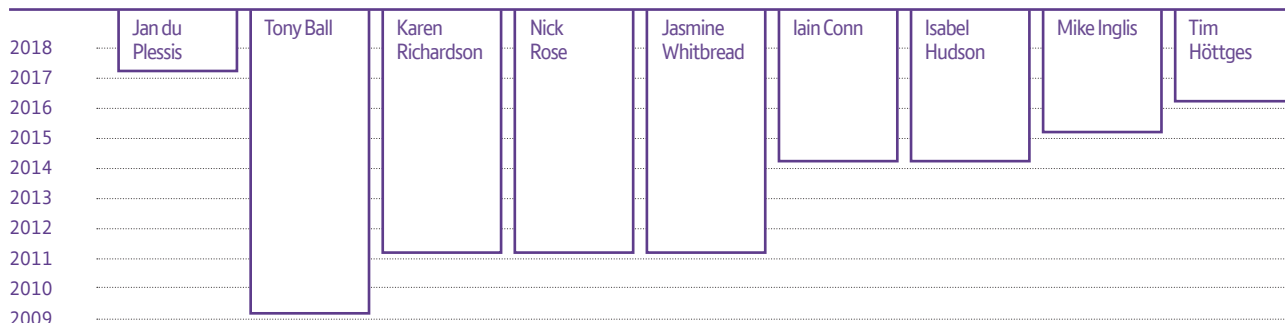 Jan du
Plessis
Tony Ball
Karen
Richardson
Nick
Rose
Jasmine
Whitbread
Iain Conn
Isabel
Hudson
Mike Inglis
Tim
Höttges
2018
2017
2016
2015
2014
2013
2012
2011
2010
2009